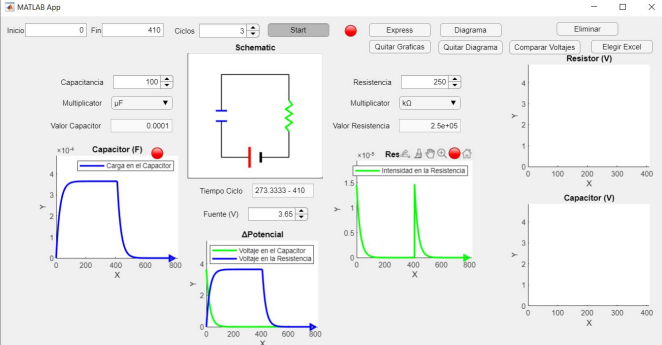 MATLAB App
Inicio 0 Fin 410 Ciclos 3 Start Express Diagrama Eliminar
Quitar Graficas Quitar Diagrama Comparar Voltajes Elegir Excel
Schematic
Resistor (V)
Capacitancia 100
Multiplicator µF
Valor Capacitor 0.0001
Resistencia 250
Multiplicator kΩ
Valor Resistencia 2.5e+05
4
3
2
1
0
0 100 200 300 400
X
Y
Capacitor (F)
×10⁻⁴
Carga en el Capacitor
4
3
2
1
0
0 200 400 600 800
X
Y
Tiempo Ciclo 273.3333 - 410
Fuente (V) 3.65
Res
Intensidad en la Resistencia
1.5
1
0.5
0
0 200 400 600 800
X
Y
Capacitor (V)
4
3
2
1
0
0 100 200 300 400
X
Y
ΔPotencial
Voltaje en el Capacitor
Voltaje en la Resistencia
4
2
0
0 200 400 600 800
X
Y